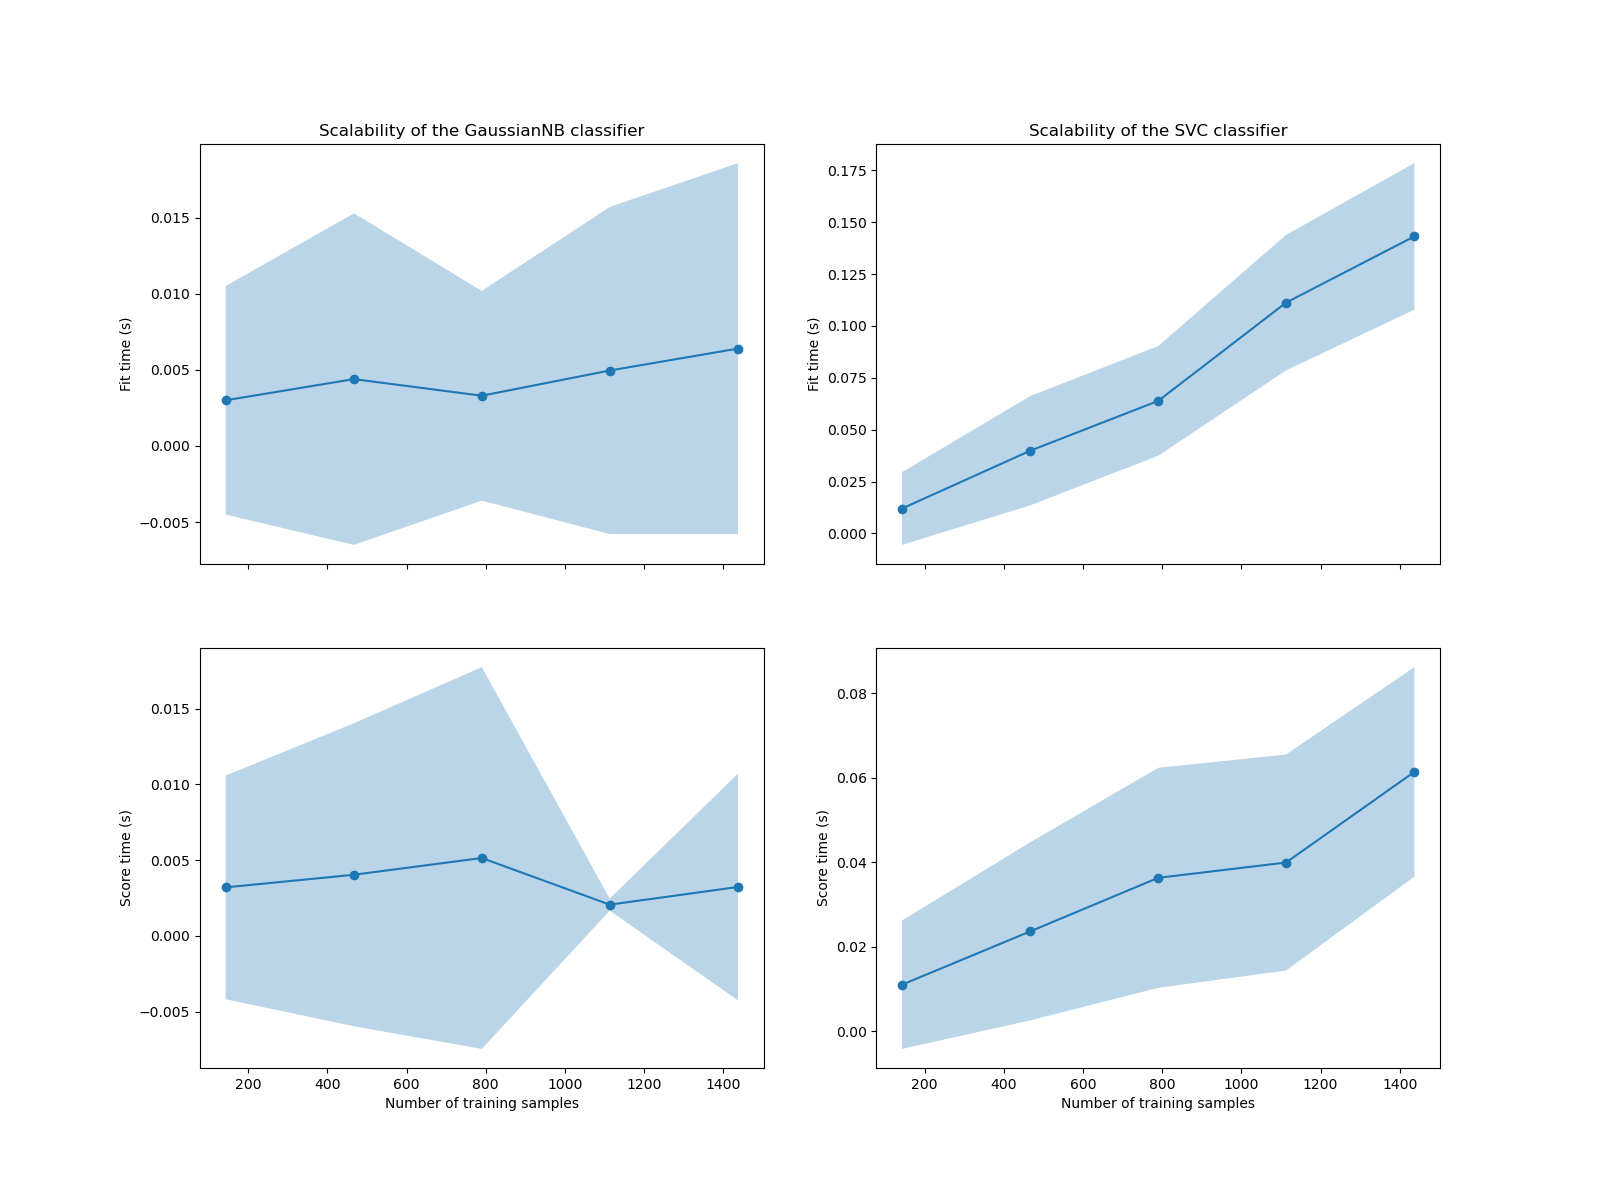 Scalability of the GaussianNB classifier
Fit time (s)
0.015
0.010
0.005
0.000
−0.005
Scalability of the SVC classifier
Fit time (s)
0.175
0.150
0.125
0.100
0.075
0.050
0.025
0.000
Score time (s)
0.015
0.010
0.005
0.000
−0.005
200 400 600 800 1000 1200 1400
Number of training samples
Score time (s)
0.08
0.06
0.04
0.02
0.00
200 400 600 800 1000 1200 1400
Number of training samples